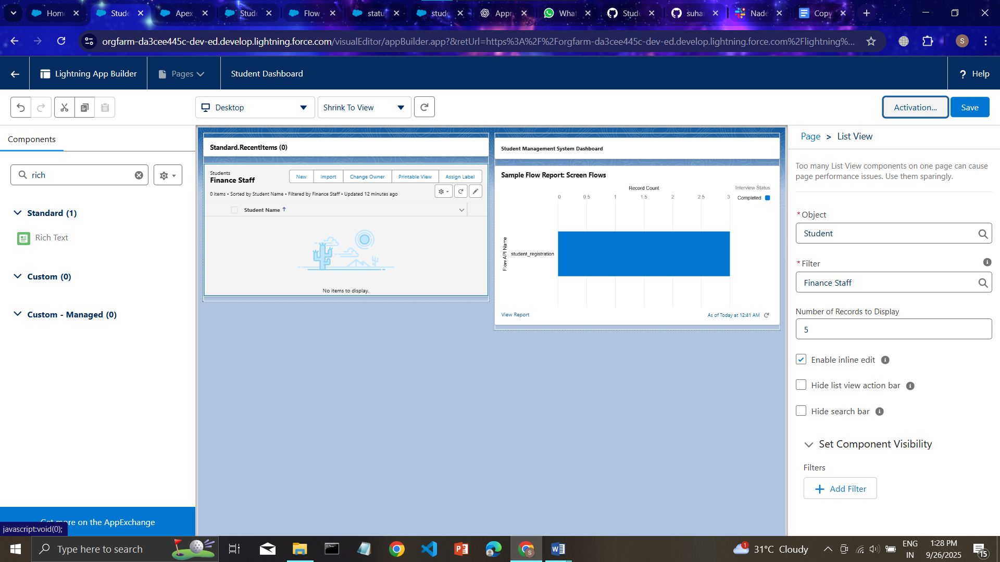 Home
Stude
Apex
Stude
Flow
statu
stude
Appr
What
Stude
suha
Nade
Copy
orgfarm-da3cee445c-dev-ed.develop.lightning.force.com/visualEditor/appBuilder.app?&retUrl=https%3A%2F%2Forgfarm-da3cee445c-dev-ed.develop.lightning.force.com%2Flightning%...
S
Lightning App Builder
Pages
Student Dashboard
? Help
Desktop
Shrink To View
Activation...
Save
Components
rich
Standard (1)
Rich Text
Custom (0)
Custom - Managed (0)
Get more on the AppExchange
javascript:void(0);
Standard.RecentItems (0)
Students
Finance Staff
New
Import
Change Owner
Printable View
Assign Label
0 items • Sorted by Student Name • Filtered by Finance Staff • Updated 12 minutes ago
Student Name ↑
No items to display.
Student Management System Dashboard
Sample Flow Report: Screen Flows
Record Count
Interview Status
0 0.5 1 1.5 2 2.5 3
Completed
Flow API Name
student_registration
View Report
As of Today at 12:41 AM
Page > List View
Too many List View components on one page can cause
page performance issues. Use them sparingly.
*Object
Student
*Filter
Finance Staff
Number of Records to Display
5
Enable inline edit
Hide list view action bar
Hide search bar
Set Component Visibility
Filters
+ Add Filter
Type here to search
1
31°C Cloudy
ENG
IN
1:28 PM
9/26/2025
15